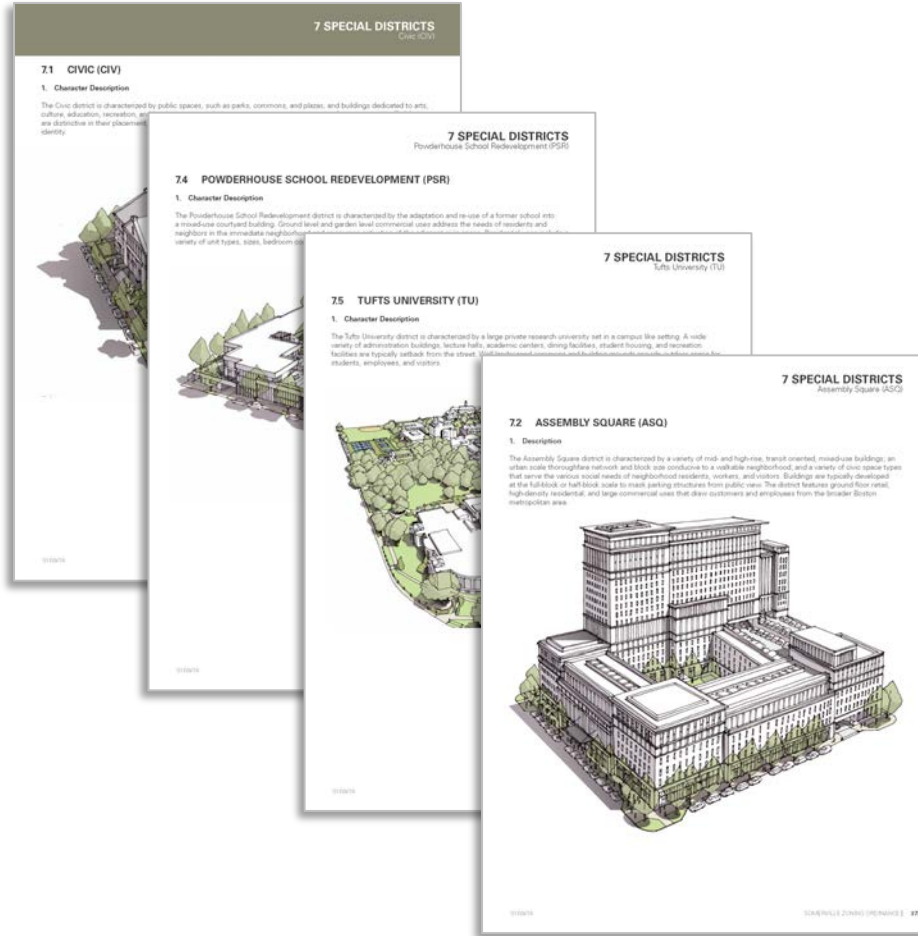 7 SPECIAL DISTRICTS
Civic (CIV)
7.1 CIVIC (CIV)
1. Character Description
The Civic district is characterized by public spaces, such as parks, commons, and plazas, and buildings dedicated to arts,
culture, education, recreation,
are distinctive in their placement,
identity.
7 SPECIAL DISTRICTS
Powderhouse School Redevelopment (PSR)
7.4 POWDERHOUSE SCHOOL REDEVELOPMENT (PSR)
1. Character Description
The Powderhouse School Redevelopment district is characterized by the adaptation and re-use of a former school into
a mixed-use courtyard building. Ground level and garden level commercial uses address the needs of residents and
neighbors in the immediate
variety of unit types, sizes, bedroom
7 SPECIAL DISTRICTS
Tufts University (TU)
7.5 TUFTS UNIVERSITY (TU)
1. Character Description
The Tufts University district is characterized by a large private research university set in a campus like setting. A wide
variety of administration buildings, lecture halls, academic centers, dining facilities, student housing, and recreation
facilities are typically setback from the street.
students, employees, and visitors.
7 SPECIAL DISTRICTS
Assembly Square (ASQ)
7.2 ASSEMBLY SQUARE (ASQ)
1. Description
The Assembly Square district is characterized by a variety of mid- and high-rise, transit oriented, mixed-use buildings; an
urban scale thoroughfare network and block size conducive to a walkable neighborhood; and a variety of civic space types
that serve the various social needs of neighborhood residents, workers, and visitors. Buildings are typically developed
at the full-block or half-block scale to mask parking structures from public view. The district features ground floor retail,
high-density residential, and large commercial uses that draw customers and employees from the broader Boston
metropolitan area.
SOMERVILLE ZONING ORDINANCE |